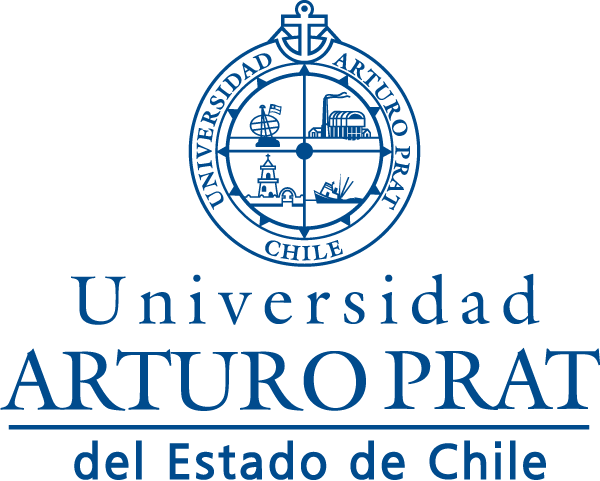 UNIVERSIDAD ARTURO PRAT
CHILE
Universidad
ARTURO PRAT
del Estado de Chile